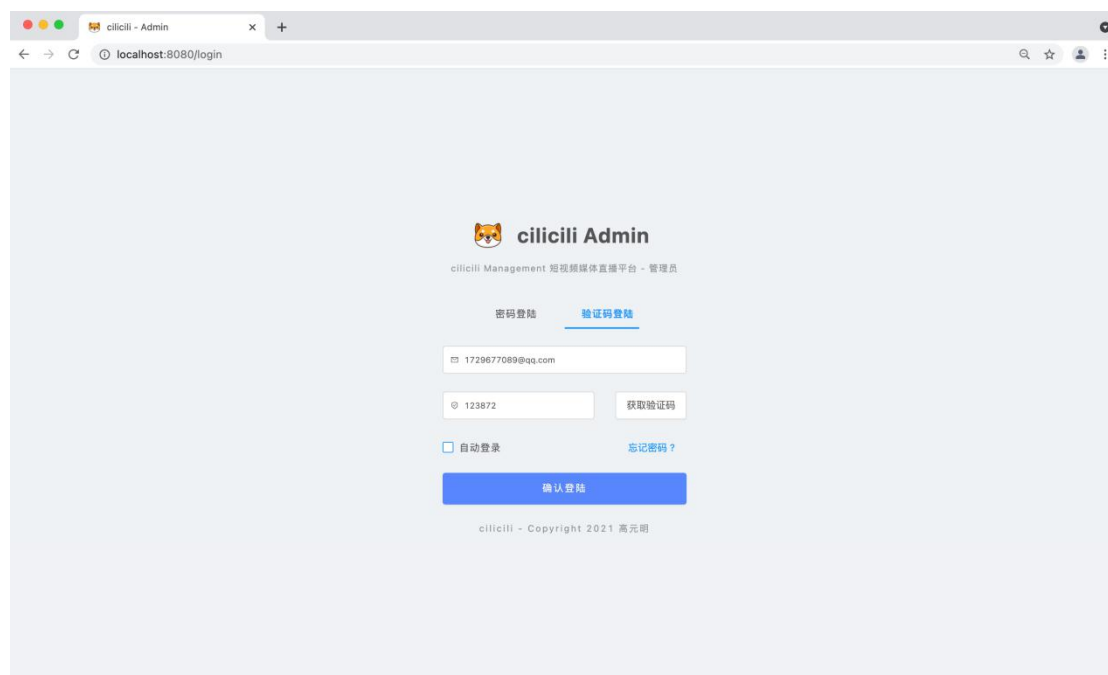 cilicili - Admin
localhost:8080/login
cilicili Admin
cilicili Management 短视频媒体直播平台 - 管理员
密码登陆 验证码登陆
1729677089@qq.com
123872 获取验证码
自动登录 忘记密码？
确认登陆
cilicili - Copyright 2021 高元明